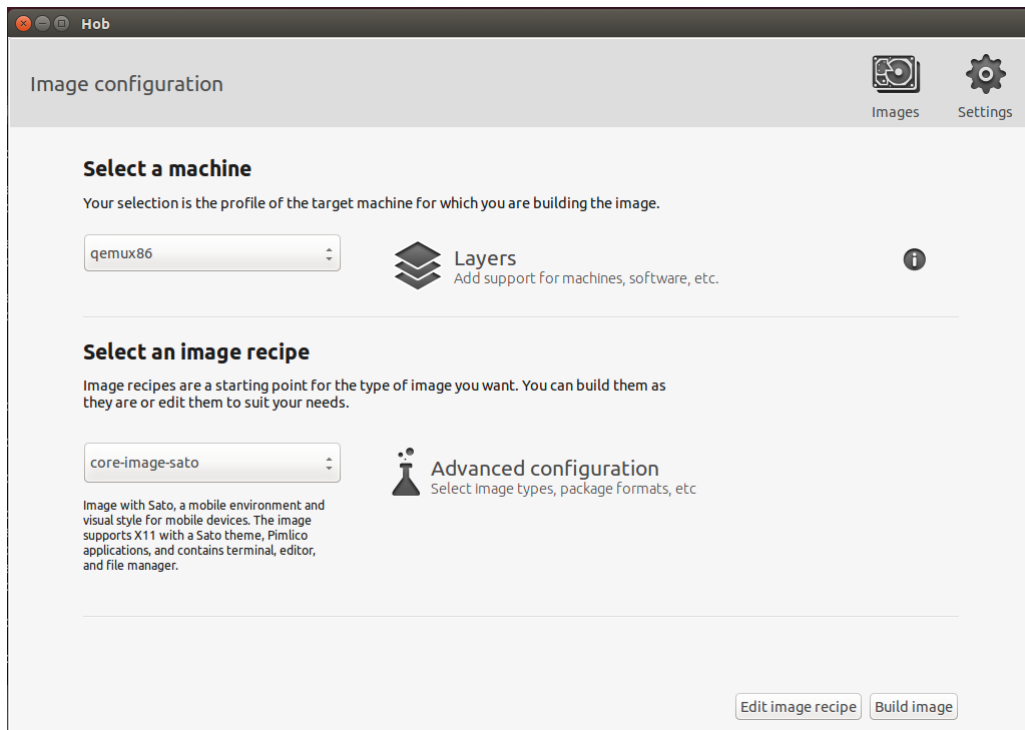 Hob
Image configuration
Images
Settings
Select a machine
Your selection is the profile of the target machine for which you are building the image.
qemux86
Layers
Add support for machines, software, etc.
Select an image recipe
Image recipes are a starting point for the type of image you want. You can build them as
they are or edit them to suit your needs.
core-image-sato
Advanced configuration
Select image types, package formats, etc
Image with Sato, a mobile environment and
visual style for mobile devices. The image
supports X11 with a Sato theme, Pimlico
applications, and contains terminal, editor,
and file manager.
Edit image recipe
Build image